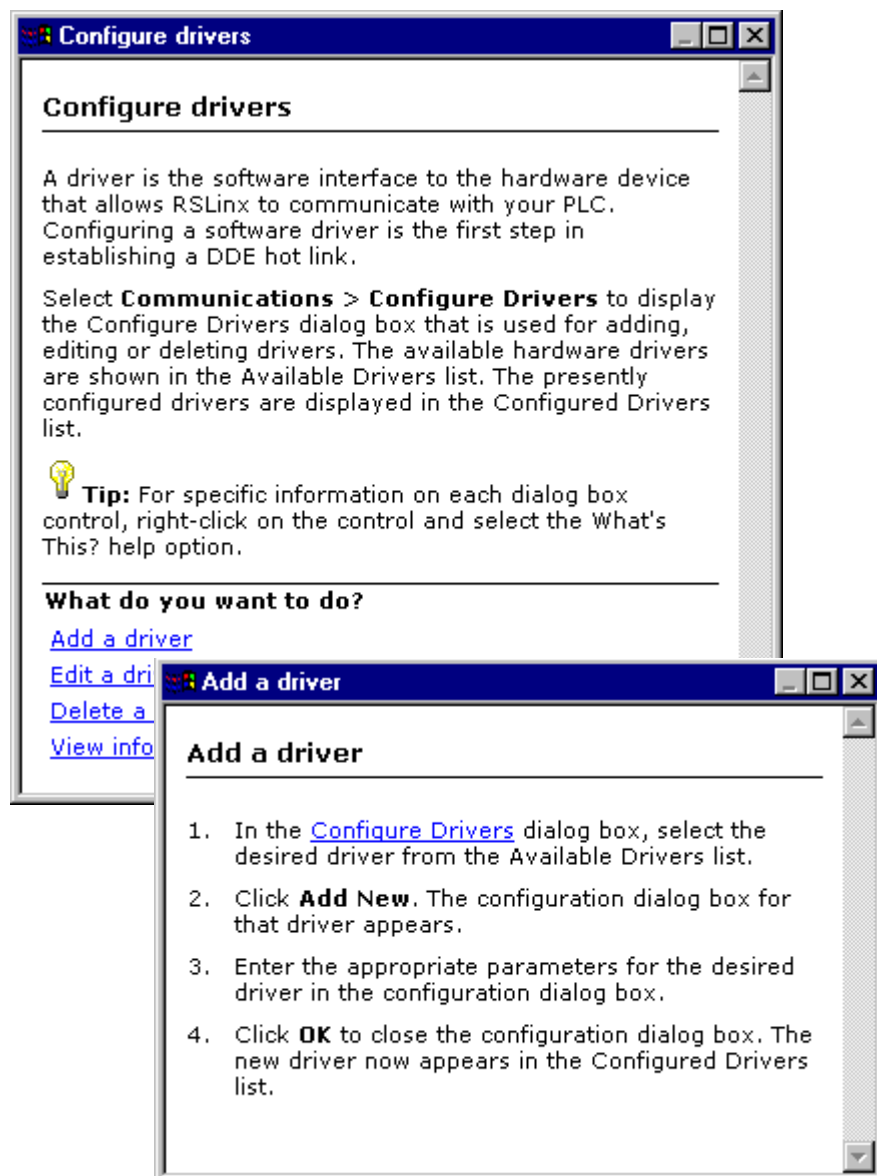 Configure drivers
Configure drivers
A driver is the software interface to the hardware device
that allows RSLinx to communicate with your PLC.
Configuring a software driver is the first step in
establishing a DDE hot link.
Select Communications > Configure Drivers to display
the Configure Drivers dialog box that is used for adding,
editing or deleting drivers. The available hardware drivers
are shown in the Available Drivers list. The presently
configured drivers are displayed in the Configured Drivers
list.
Tip: For specific information on each dialog box
control, right-click on the control and select the What's
This? help option.
What do you want to do?
Add a driver
Edit a dri
Delete a
View info
Add a driver
Add a driver
1. In the Configure Drivers dialog box, select the
desired driver from the Available Drivers list.
2. Click Add New. The configuration dialog box for
that driver appears.
3. Enter the appropriate parameters for the desired
driver in the configuration dialog box.
4. Click OK to close the configuration dialog box. The
new driver now appears in the Configured Drivers
list.